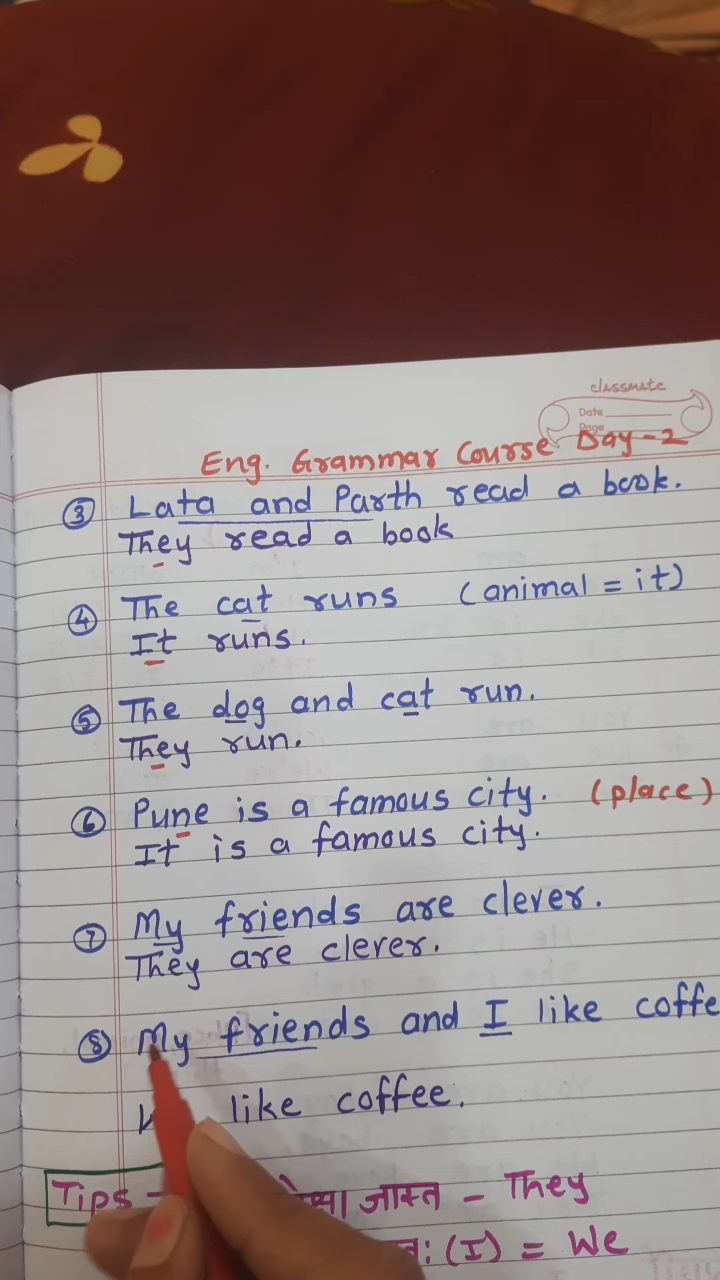 classmate
Date
Page
Eng. Grammar Course Day-2
③ Lata and Parth read a book.
They read a book
④ The cat runs (animal = it)
It runs.
⑤ The dog and cat run.
They run.
⑥ Pune is a famous city. (place)
It is a famous city.
⑦ My friends are clever.
They are clever.
⑧ My friends and I like coffe
like coffee.
Tips - जास्त - They
(I) = We